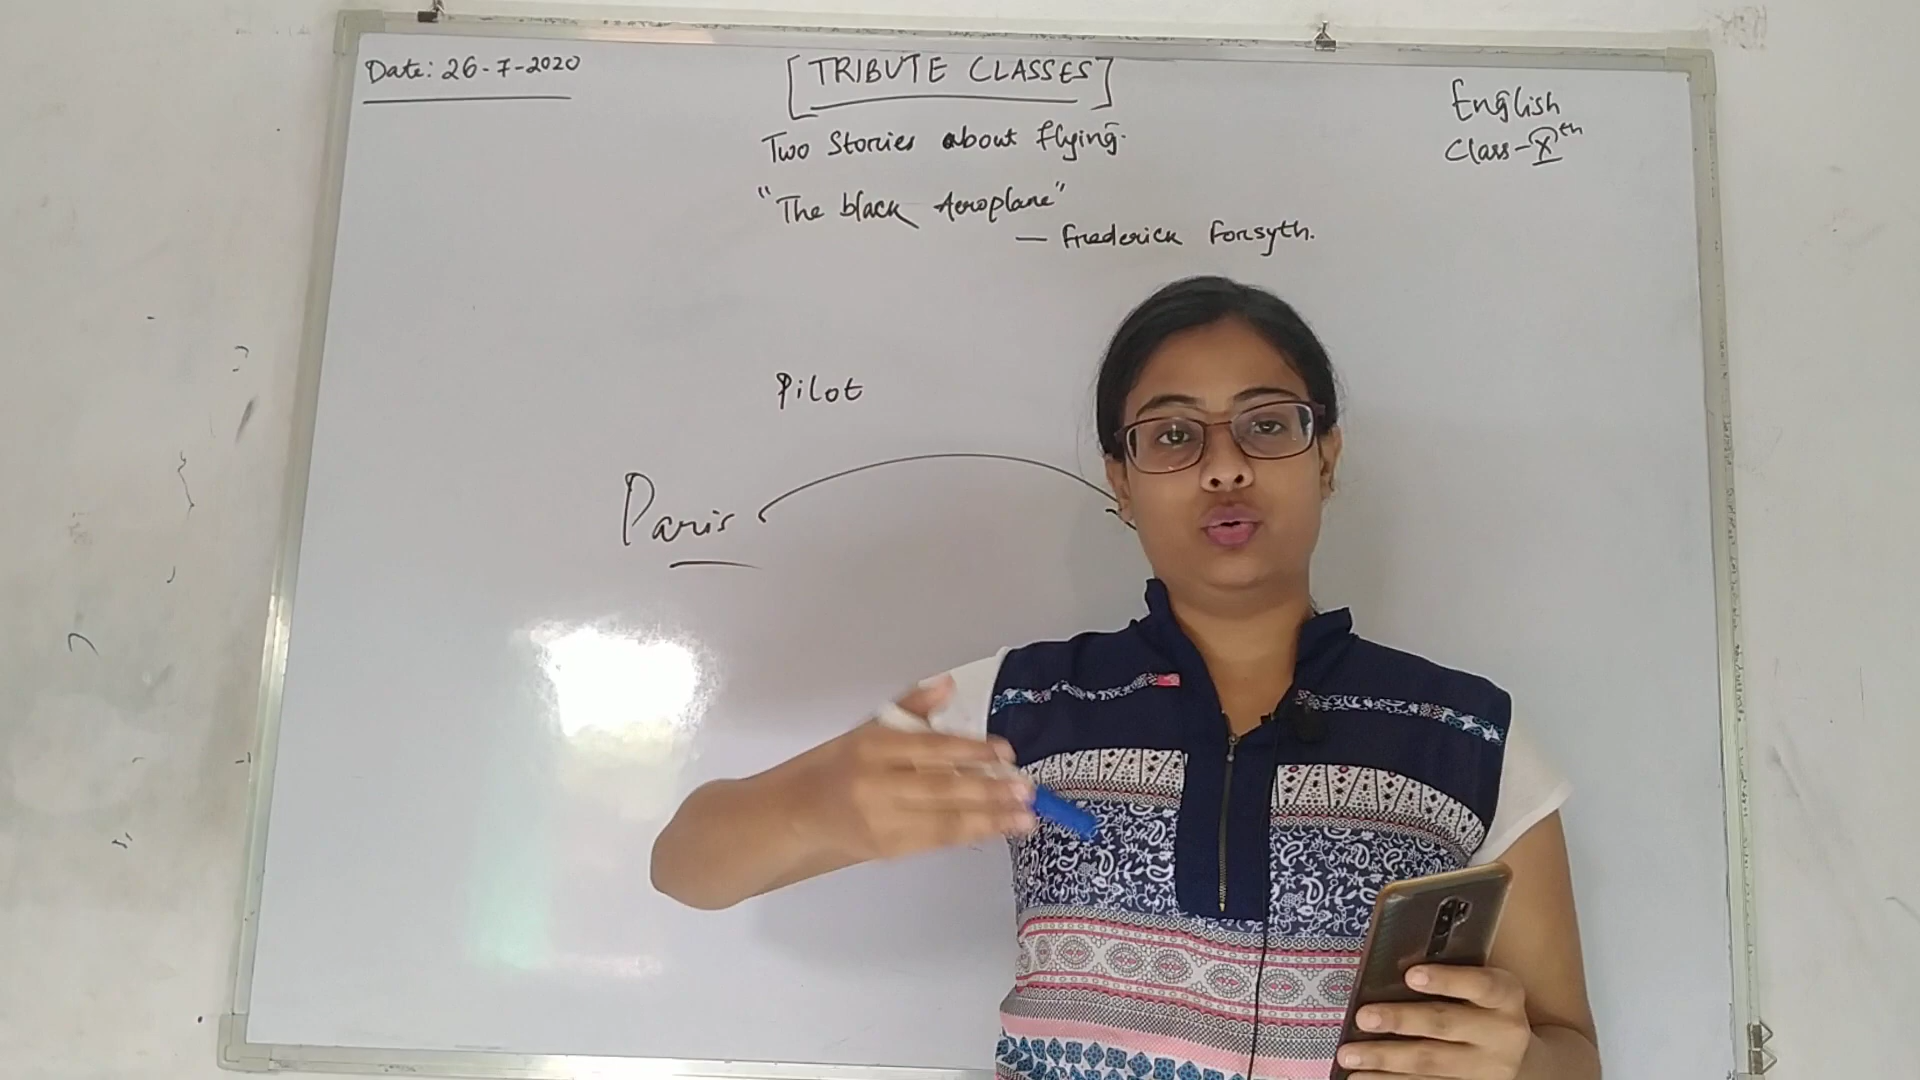 Date: 26-7-2020
[TRIBUTE CLASSES]
English
Class-Xth
Two Stories about flying.
"The black Aeroplane"
— Frederick Forsyth.
Pilot
Paris